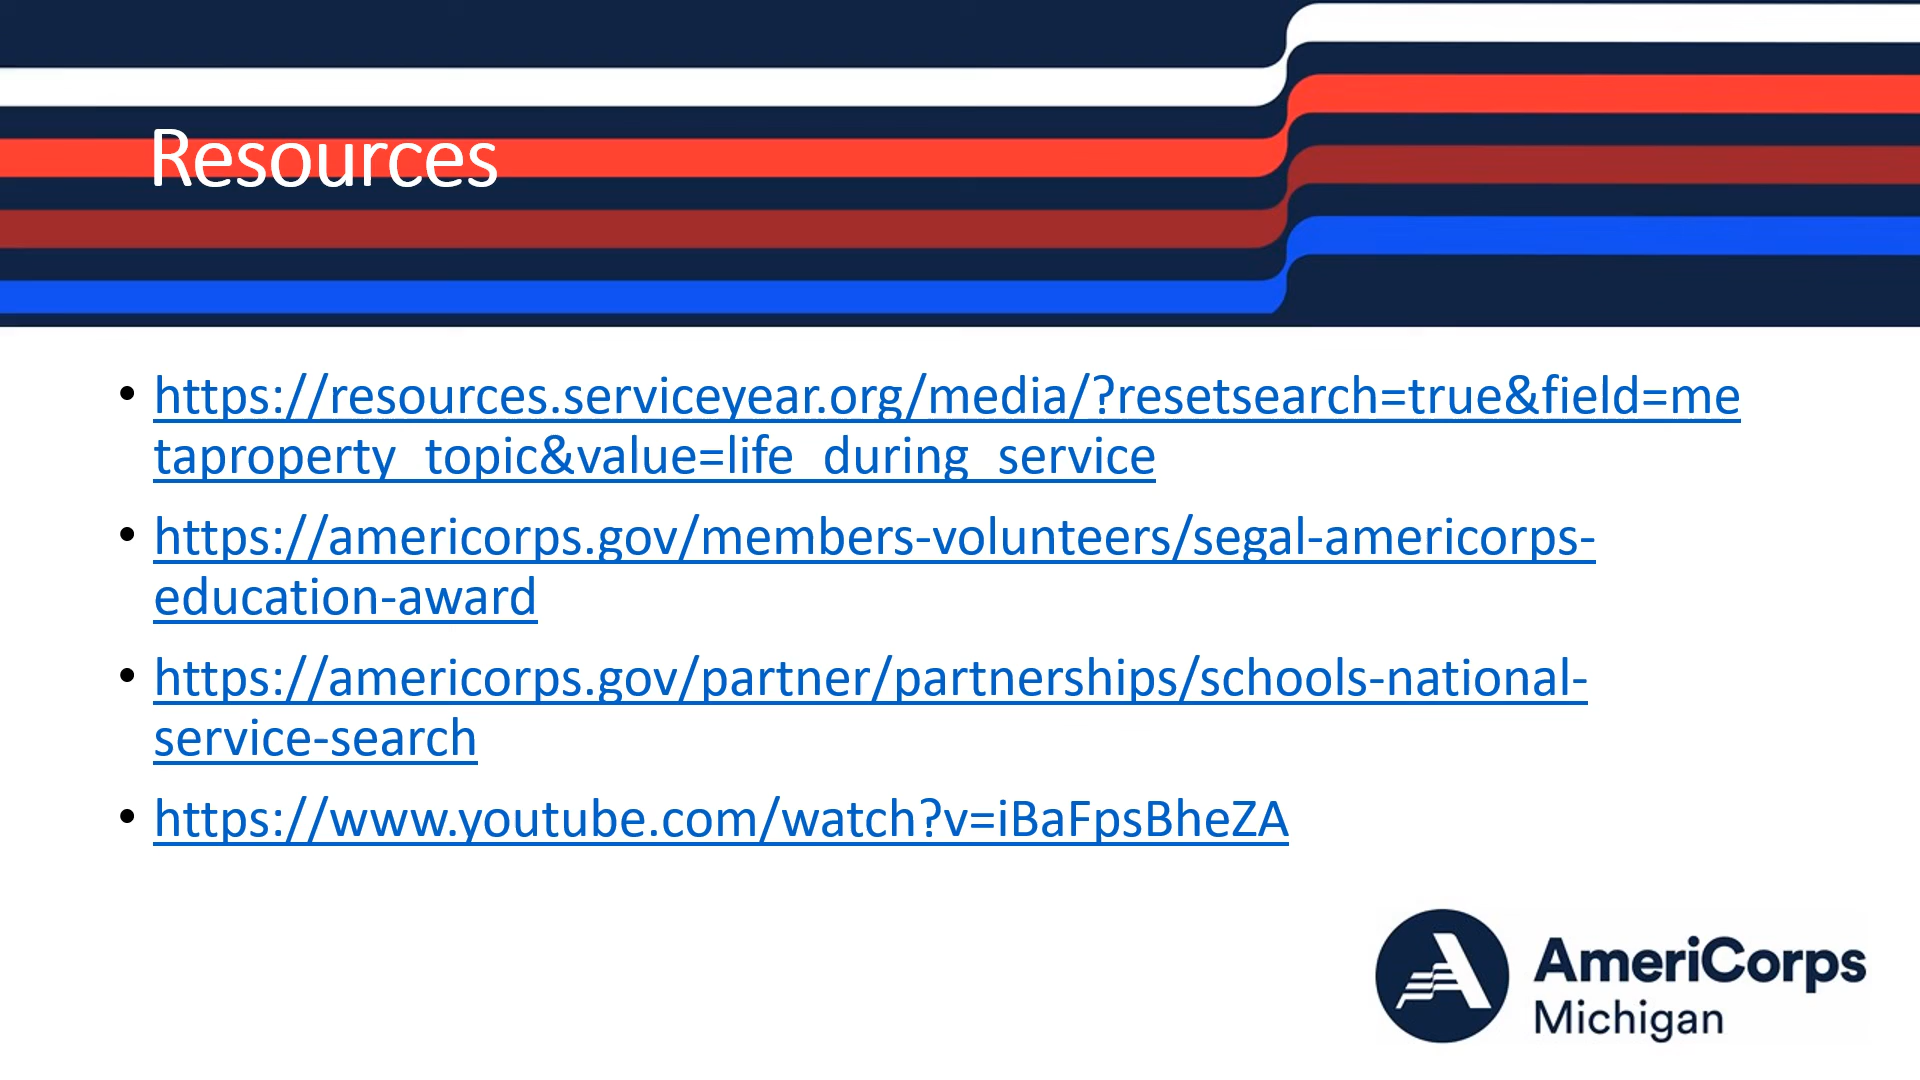 Resources
• https://resources.serviceyear.org/media/?resetsearch=true&field=me
taproperty_topic&value=life_during_service
• https://americorps.gov/members-volunteers/segal-americorps-
education-award
• https://americorps.gov/partner/partnerships/schools-national-
service-search
• https://www.youtube.com/watch?v=iBaFpsBheZA
AmeriCorps
Michigan